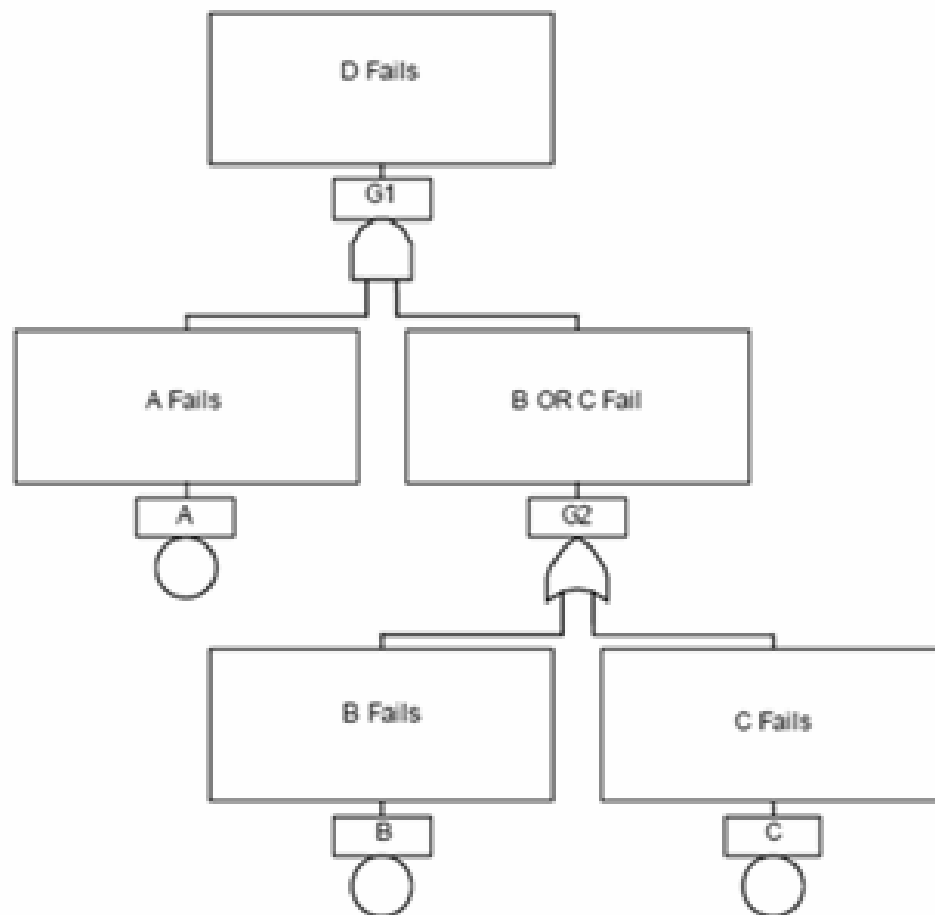 D Fails
G1
A Fails
B OR C Fail
A
G2
B Fails
C Fails
B
C